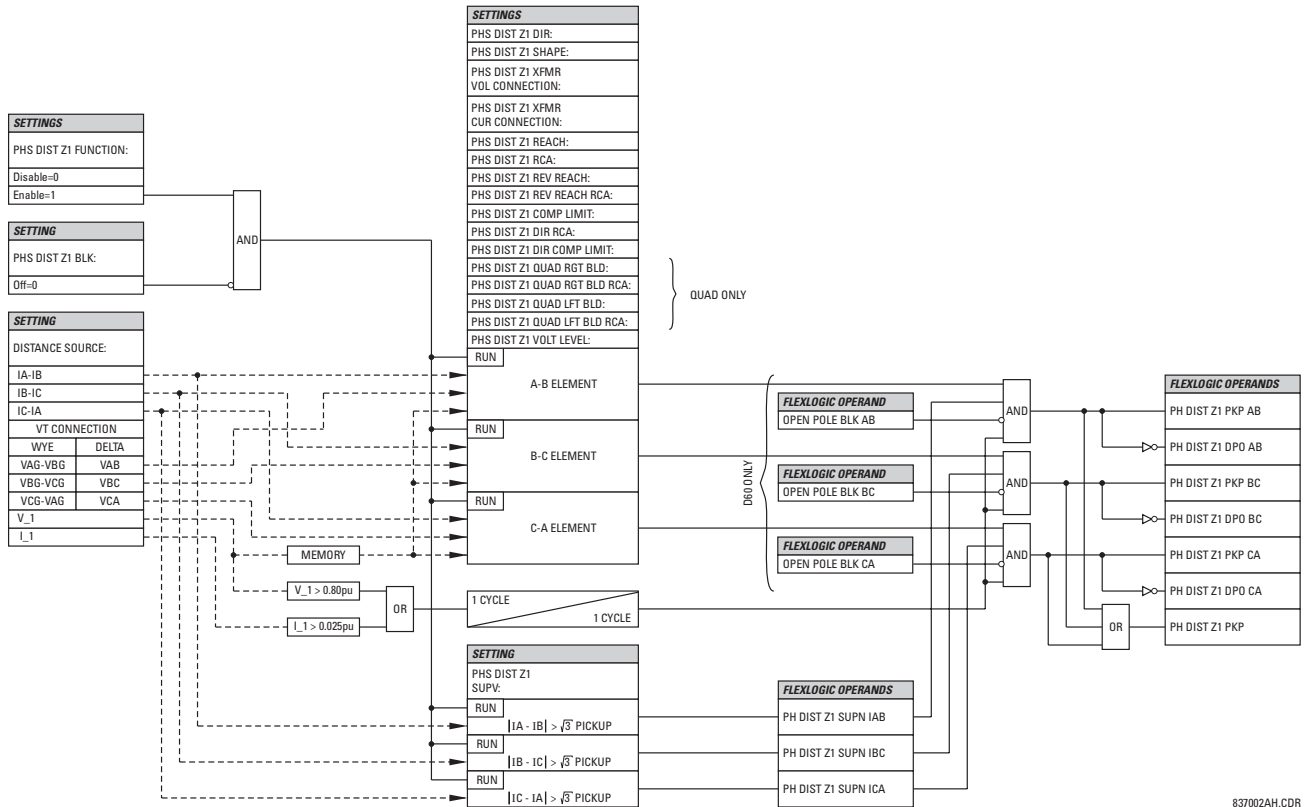 SETTINGS
PHS DIST Z1 DIR:
PHS DIST Z1 SHAPE:
PHS DIST Z1 XFMR
VOL CONNECTION:
PHS DIST Z1 XFMR
CUR CONNECTION:
PHS DIST Z1 REACH:
PHS DIST Z1 RCA:
PHS DIST Z1 REV REACH:
PHS DIST Z1 REV REACH RCA:
PHS DIST Z1 COMP LIMIT:
PHS DIST Z1 DIR RCA:
PHS DIST Z1 DIR COMP LIMIT:
PHS DIST Z1 QUAD RGT BLD:
PHS DIST Z1 QUAD RGT BLD RCA:
PHS DIST Z1 QUAD LFT BLD:
PHS DIST Z1 QUAD LFT BLD RCA:
PHS DIST Z1 VOLT LEVEL:
QUAD ONLY
SETTINGS
PHS DIST Z1 FUNCTION:
Disable=0
Enable=1
AND
SETTING
PHS DIST Z1 BLK:
Off=0
SETTING
DISTANCE SOURCE:
IA-IB
IB-IC
IC-IA
VT CONNECTION
WYE DELTA
VAG-VBG VAB
VBG-VCG VBC
VCG-VAG VCA
V_1
I_1
RUN
A-B ELEMENT
RUN
B-C ELEMENT
RUN
C-A ELEMENT
MEMORY
V_1 > 0.80pu
I_1 > 0.025pu
OR
1 CYCLE
1 CYCLE
SETTING
PHS DIST Z1
SUPV:
RUN
|IA - IB| > √3 PICKUP
RUN
|IB - IC| > √3 PICKUP
RUN
|IC - IA| > √3 PICKUP
D60 ONLY
FLEXLOGIC OPERAND
OPEN POLE BLK AB
FLEXLOGIC OPERAND
OPEN POLE BLK BC
FLEXLOGIC OPERAND
OPEN POLE BLK CA
FLEXLOGIC OPERANDS
PH DIST Z1 SUPN IAB
PH DIST Z1 SUPN IBC
PH DIST Z1 SUPN ICA
AND
AND
AND
OR
FLEXLOGIC OPERANDS
PH DIST Z1 PKP AB
PH DIST Z1 DPO AB
PH DIST Z1 PKP BC
PH DIST Z1 DPO BC
PH DIST Z1 PKP CA
PH DIST Z1 DPO CA
PH DIST Z1 PKP
837002AH.CDR